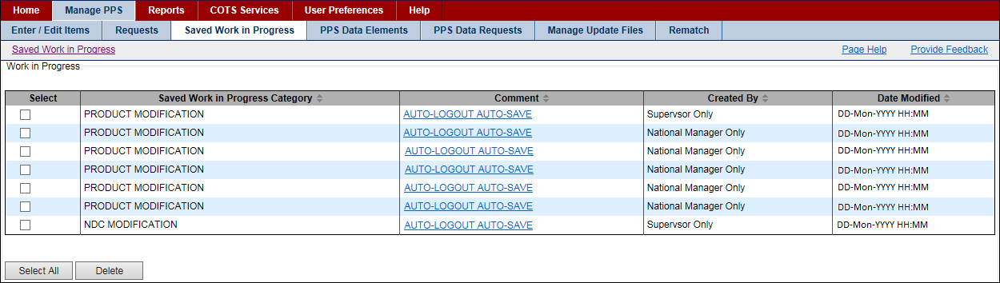 Home Manage PPS Reports COTS Services User Preferences Help
Enter / Edit Items Requests Saved Work in Progress PPS Data Elements PPS Data Requests Manage Update Files Rematch
Saved Work in Progress Page Help Provide Feedback
Work in Progress
Select Saved Work in Progress Category Comment Created By Date Modified
PRODUCT MODIFICATION AUTO-LOGOUT AUTO-SAVE Supervsor Only DD-Mon-YYYY HH:MM
PRODUCT MODIFICATION AUTO-LOGOUT AUTO-SAVE National Manager Only DD-Mon-YYYY HH:MM
PRODUCT MODIFICATION AUTO-LOGOUT AUTO-SAVE National Manager Only DD-Mon-YYYY HH:MM
PRODUCT MODIFICATION AUTO-LOGOUT AUTO-SAVE National Manager Only DD-Mon-YYYY HH:MM
PRODUCT MODIFICATION AUTO-LOGOUT AUTO-SAVE National Manager Only DD-Mon-YYYY HH:MM
PRODUCT MODIFICATION AUTO-LOGOUT AUTO-SAVE National Manager Only DD-Mon-YYYY HH:MM
NDC MODIFICATION AUTO-LOGOUT AUTO-SAVE Supervsor Only DD-Mon-YYYY HH:MM
Select All Delete